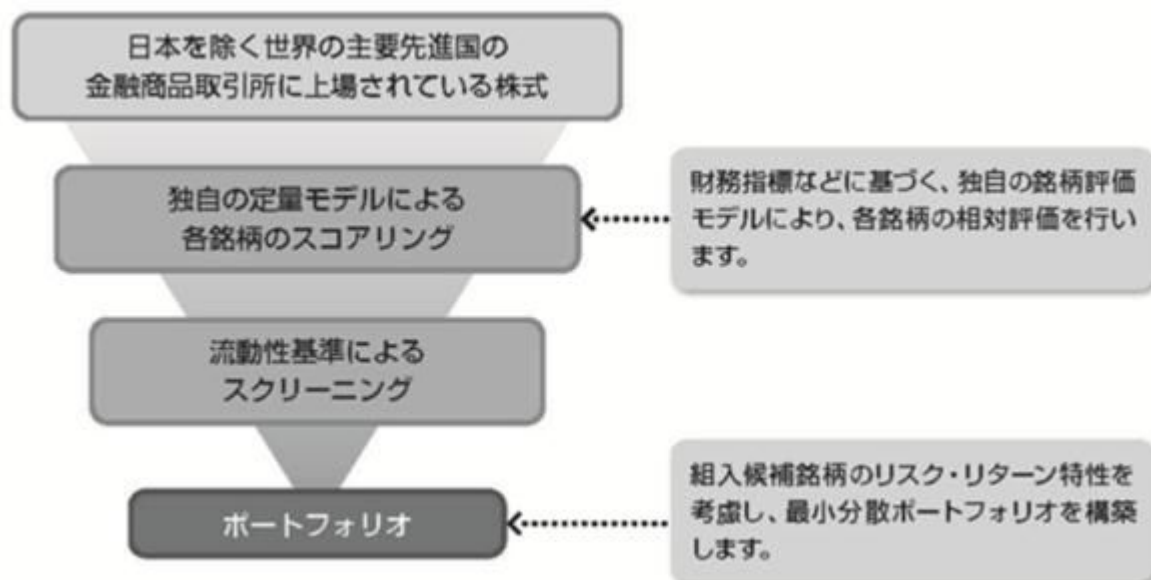 日本を除く世界の主要先進国の
金融商品取引所に上場されている株式
独自の定量モデルによる
各銘柄のスコアリング
財務指標などに基づく、独自の銘柄評価
モデルにより、各銘柄の相対評価を行い
ます。
流動性基準による
スクリーニング
ポートフォリオ
組入候補銘柄のリスク・リターン特性を
考慮し、最小分散ポートフォリオを構築
します。